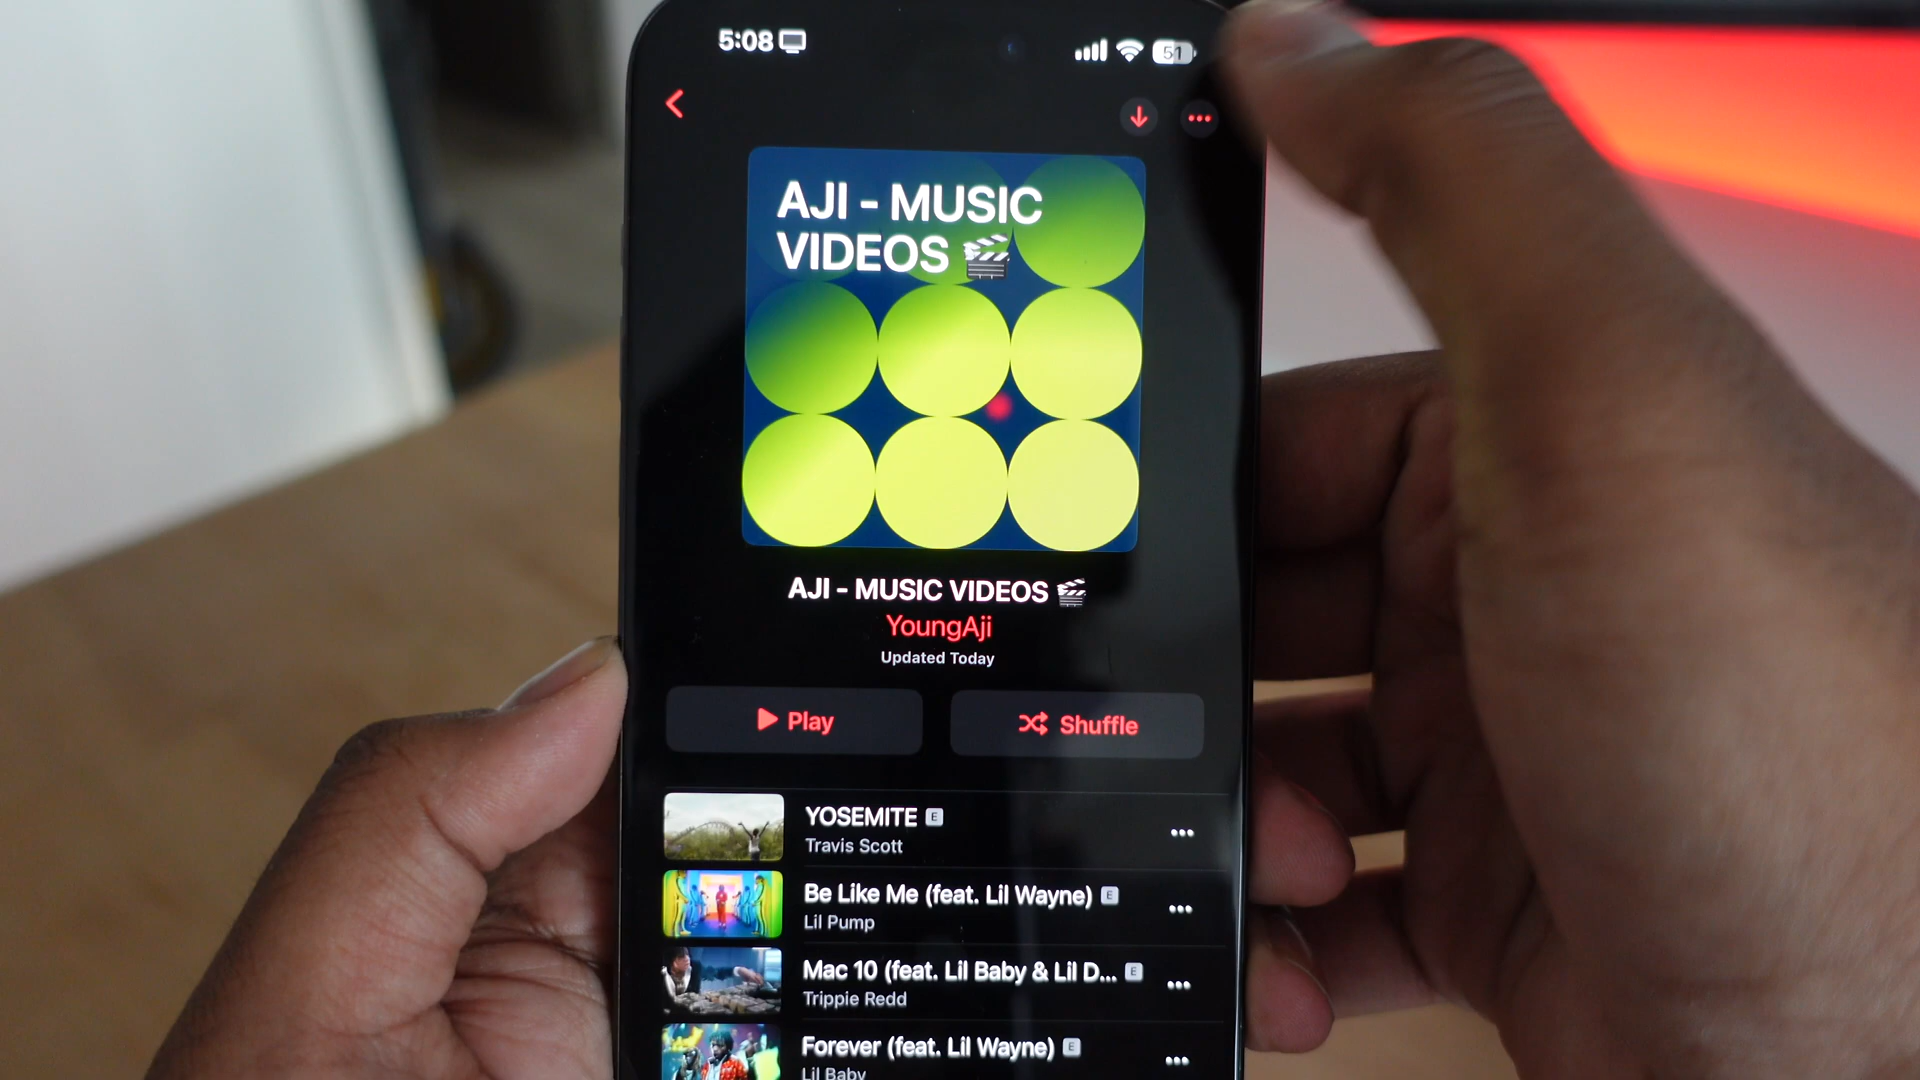 5:08
51
AJI - MUSIC
VIDEOS 🎬
AJI - MUSIC VIDEOS 🎬
YoungAji
Updated Today
Play
Shuffle
YOSEMITE E
Travis Scott
Be Like Me (feat. Lil Wayne) E
Lil Pump
Mac 10 (feat. Lil Baby & Lil D... E
Trippie Redd
Forever (feat. Lil Wayne) E
Lil Baby